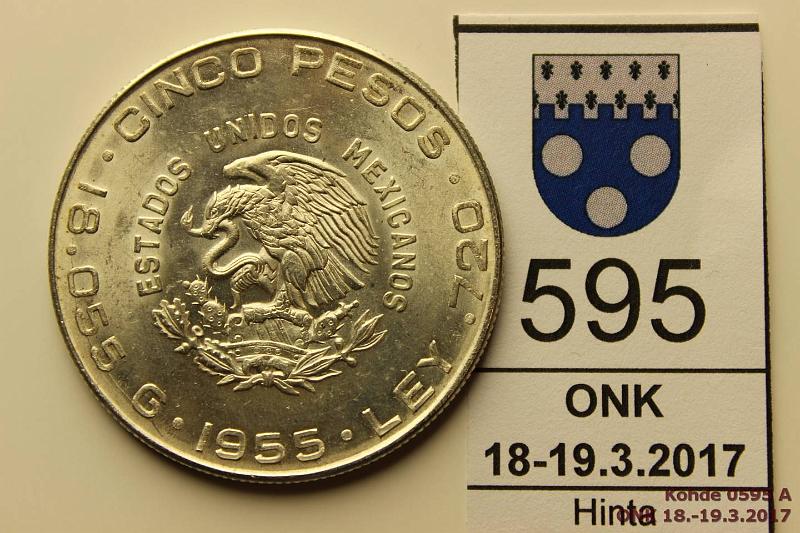 CINCO PESOS · LEY · 720
18.055 G · 1955 ·
ESTADOS UNIDOS MEXICANOS
595
ONK
18-19.3.2017
Hinta
Kohde 0595 A
ONK 18.-19.3.2017